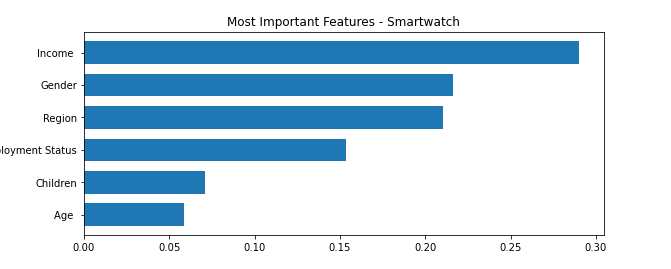 Most Important Features - Smartwatch
Income
Gender
Region
loyment Status
Children
Age
0.00 0.05 0.10 0.15 0.20 0.25 0.30